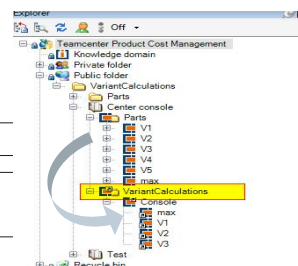 Explorer
Off
Teamcenter Product Cost Management
Knowledge domain
Private folder
Public folder
VariantCalculations
Parts
Center console
Parts
V1
V2
V3
V4
V5
max
VariantCalculations
Console
max
V1
V2
V3
Test
Recycle bin